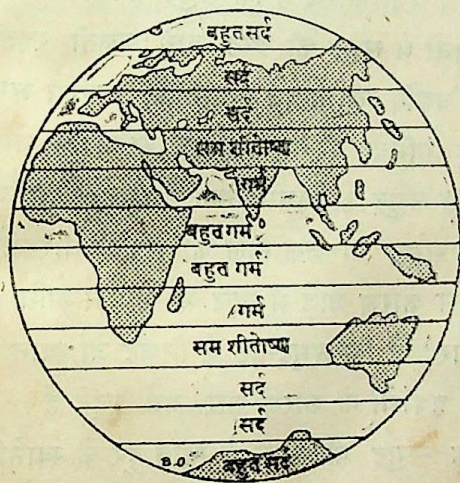 बहुत सर्द
सर्द
सर्द
सम शीतोष्ण
गर्म
बहुत गर्म
बहुत गर्म
गर्म
सम शीतोष्ण
सर्द
सर्द
B.O
बहुत सर्द